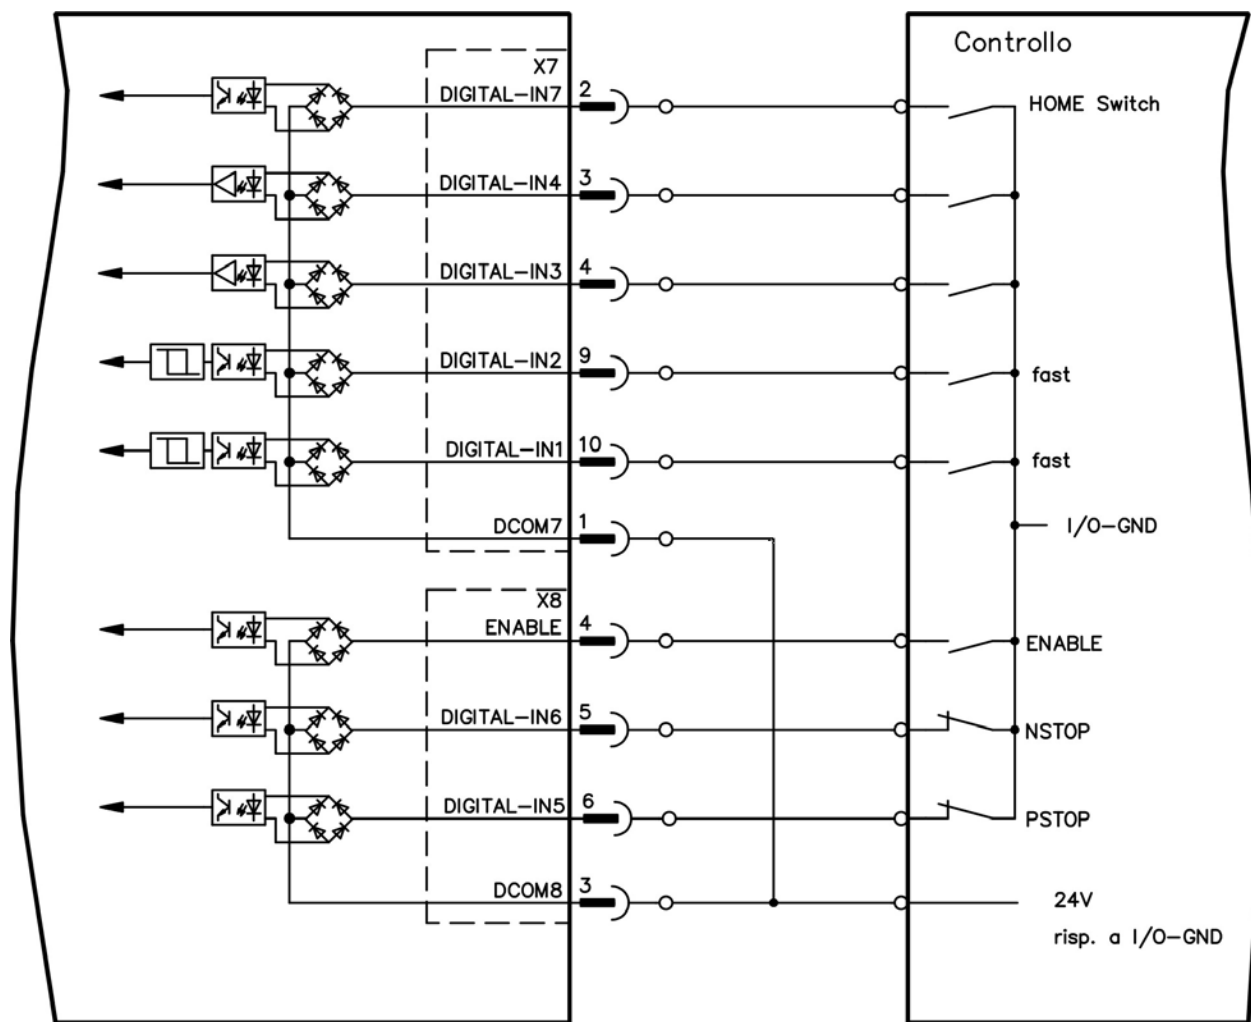 Controllo
X7
DIGITAL-IN7 2 HOME Switch
DIGITAL-IN4 3
DIGITAL-IN3 4
DIGITAL-IN2 9 fast
DIGITAL-IN1 10 fast
DCOM7 1 I/O-GND
X8
ENABLE 4 ENABLE
DIGITAL-IN6 5 NSTOP
DIGITAL-IN5 6 PSTOP
DCOM8 3 24V
risp. a I/O-GND